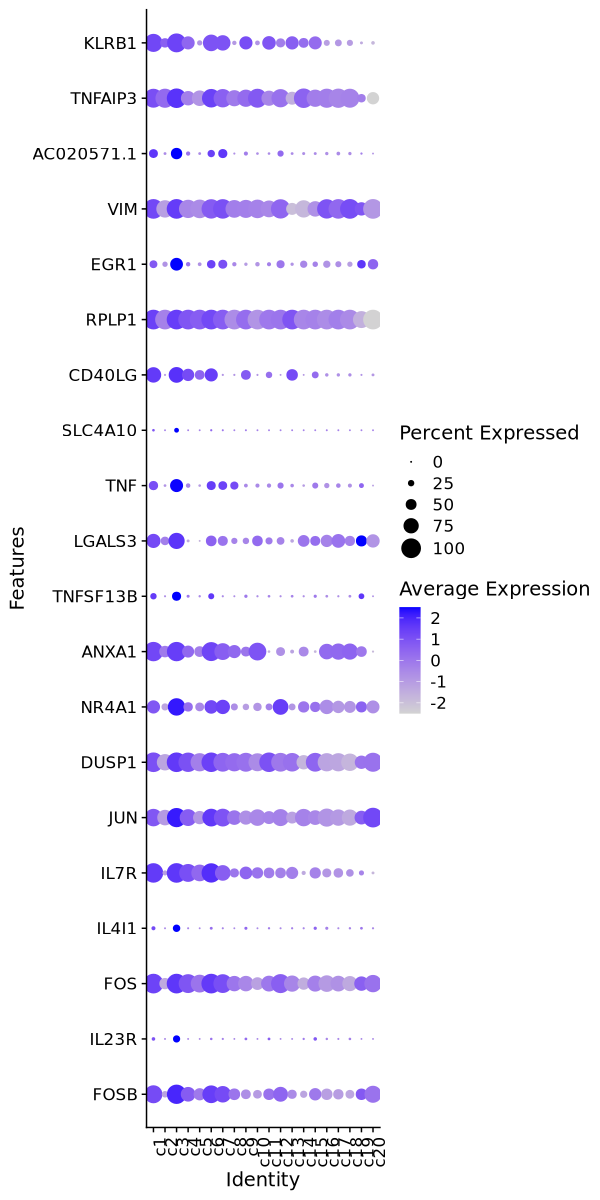 KLRB1
TNFAIP3
AC020571.1
VIM
EGR1
RPLP1
CD40LG
SLC4A10
TNF
LGALS3
TNFSF13B
ANXA1
NR4A1
DUSP1
JUN
IL7R
IL4I1
FOS
IL23R
FOSB
Features
c1
c2
c3
c4
c5
c6
c7
c8
c9
c10
c11
c12
c13
c14
c15
c16
c17
c18
c19
c20
Identity
Percent Expressed
0
25
50
75
100
Average Expression
2
1
0
-1
-2